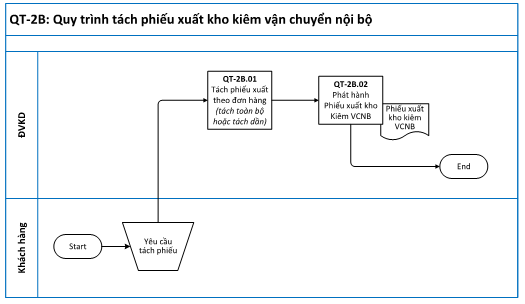 QT-2B: Quy trình tách phiếu xuất kho kiêm vận chuyển nội bộ
ĐVKD
QT-2B.01
Tách phiếu xuất
theo đơn hàng
(tách toàn bộ
hoặc tách dần)
QT-2B.02
Phát hành
Phiếu xuất kho
Kiêm VCNB
Phiếu xuất
kho kiêm
VCNB
End
Khách hàng
Start
Yêu cầu
tách phiếu